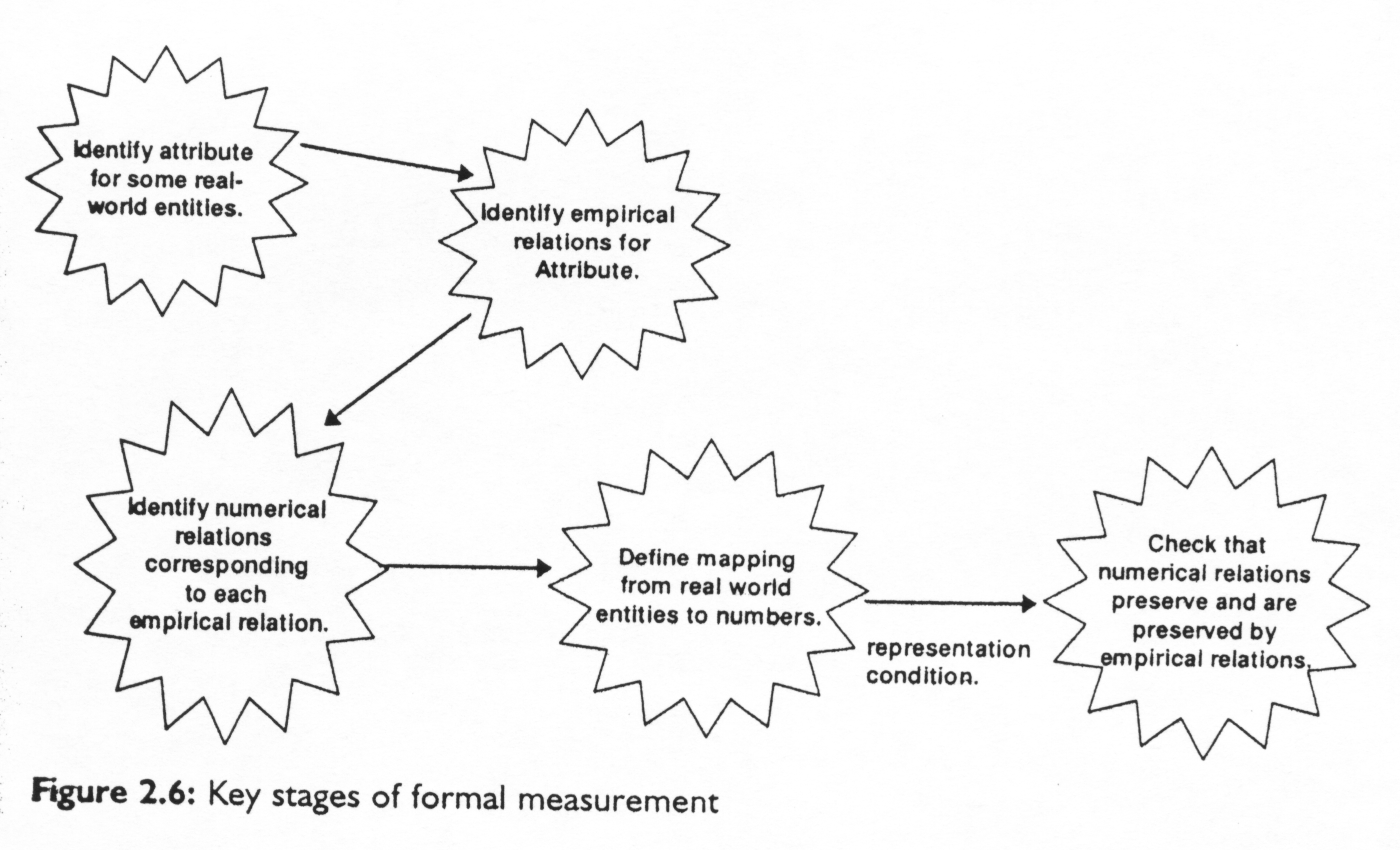 Identify attribute
for some real-
world entities.
Identify empirical
relations for
Attribute.
Identify numerical
relations
corresponding
to each
empirical relation.
Define mapping
from real world
entities to numbers.
representation
condition.
Check that
numerical relations
preserve and are
preserved by
empirical relations.
Figure 2.6: Key stages of formal measurement